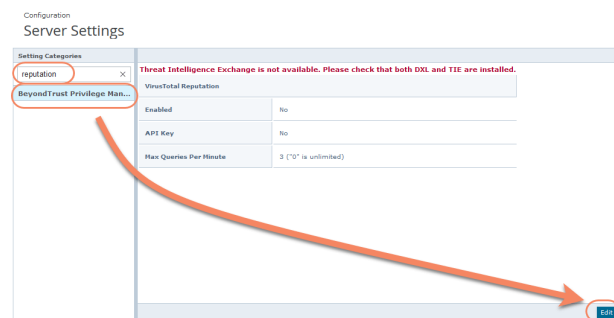 Configuration
Server Settings
Setting Categories
reputation ×
BeyondTrust Privilege Man...
Threat Intelligence Exchange is not available. Please check that both DXL and TIE are installed.
VirusTotal Reputation
Enabled No
API Key No
Max Queries Per Minute 3 ("0" is unlimited)
Edit